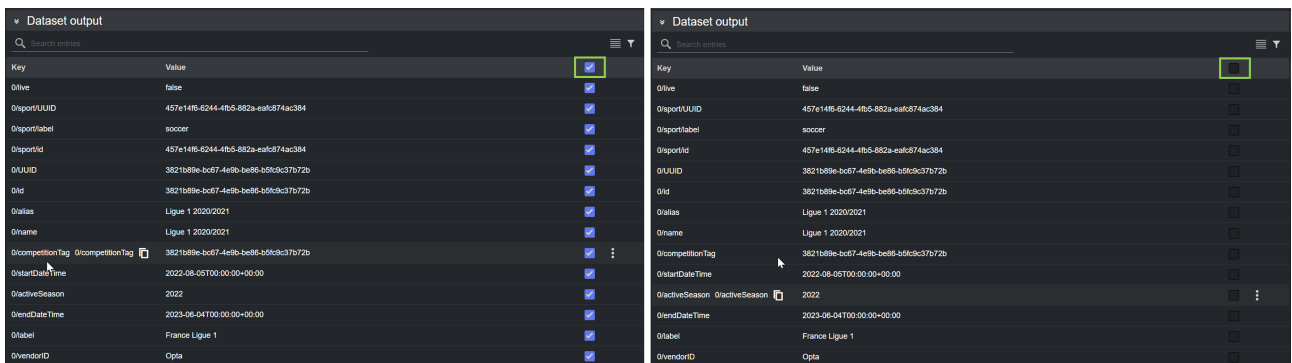 Dataset output
Search entries
Key Value
0/live false
0/sport/UUID 457e14f6-6244-4fb5-882a-eafc874ac384
0/sport/label soccer
0/sport/id 457e14f6-6244-4fb5-882a-eafc874ac384
0/UUID 3821b89e-bc67-4e9b-be86-b5fc9c37b72b
0/id 3821b89e-bc67-4e9b-be86-b5fc9c37b72b
0/alias Ligue 1 2020/2021
0/name Ligue 1 2020/2021
0/competitionTag 0/competitionTag 3821b89e-bc67-4e9b-be86-b5fc9c37b72b
0/startDateTime 2022-08-05T00:00:00+00:00
0/activeSeason 2022
0/endDateTime 2023-06-04T00:00:00+00:00
0/label France Ligue 1
0/vendorID Opta
Dataset output
Search entries
Key Value
0/live false
0/sport/UUID 457e14f6-6244-4fb5-882a-eafc874ac384
0/sport/label soccer
0/sport/id 457e14f6-6244-4fb5-882a-eafc874ac384
0/UUID 3821b89e-bc67-4e9b-be86-b5fc9c37b72b
0/id 3821b89e-bc67-4e9b-be86-b5fc9c37b72b
0/alias Ligue 1 2020/2021
0/name Ligue 1 2020/2021
0/competitionTag 3821b89e-bc67-4e9b-be86-b5fc9c37b72b
0/startDateTime 2022-08-05T00:00:00+00:00
0/activeSeason 0/activeSeason 2022
0/endDateTime 2023-06-04T00:00:00+00:00
0/label France Ligue 1
0/vendorID Opta